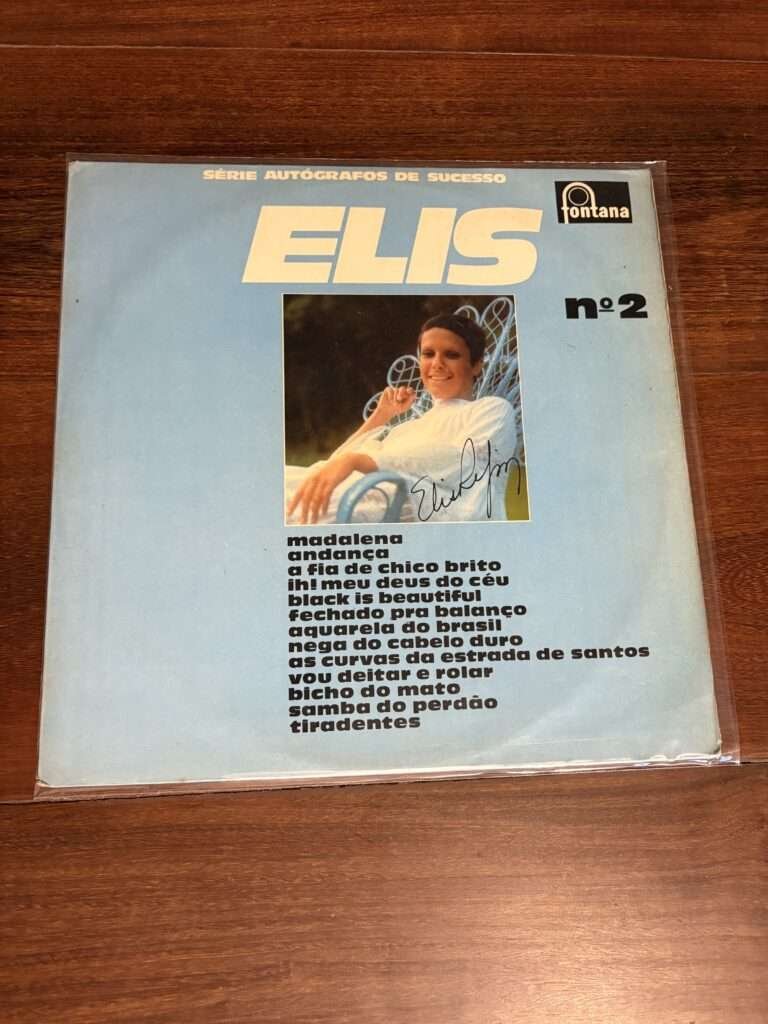 SÉRIE AUTÓGRAFOS DE SUCESSO
fontana
ELIS
nº2
Elis Regina
madalena
andança
a fia de chico brito
ih! meu deus do céu
black is beautiful
fechado pra balanço
aquarela do brasil
nega do cabelo duro
as curvas da estrada de santos
vou deitar e rolar
bicho do mato
samba do perdão
tiradentes